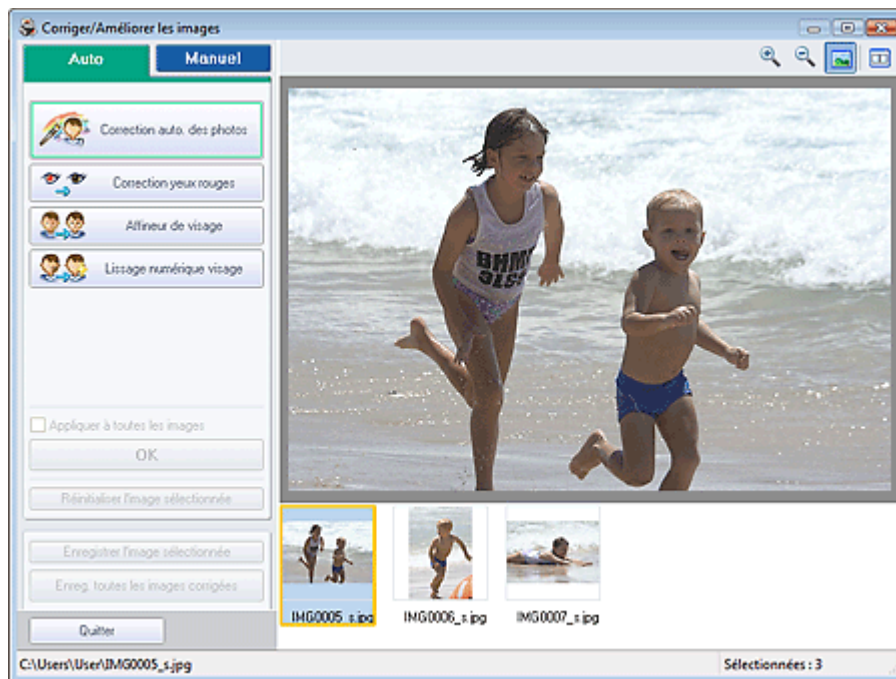 Corriger/Améliorer les images
Auto
Manuel
Correction auto. des photos
Correction yeux rouges
Affineur de visage
Lissage numérique visage
Appliquer à toutes les images
OK
Réinitialiser l'image sélectionnée
Enregistrer l'image sélectionnée
Enreg. toutes les images corrigées
Quitter
IMG0005_s.jpg
IMG0006_s.jpg
IMG0007_s.jpg
C:\Users\User\IMG0005_s.jpg
Sélectionnées : 3